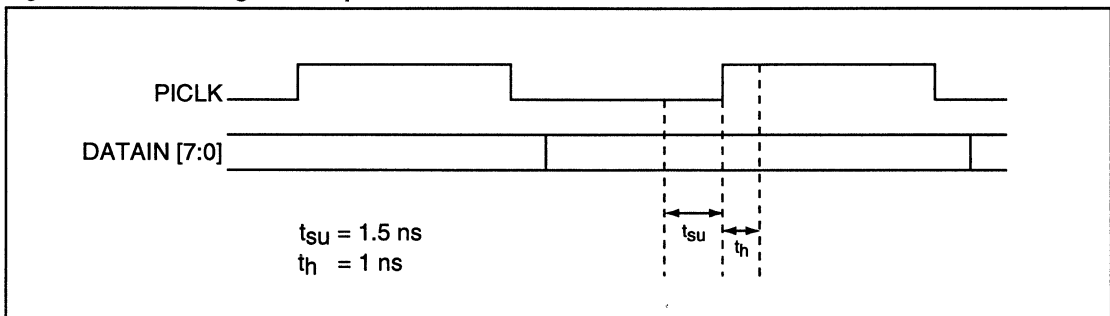 PICLK
DATAIN [7:0]
tsu
th
tsu = 1.5 ns
th = 1 ns